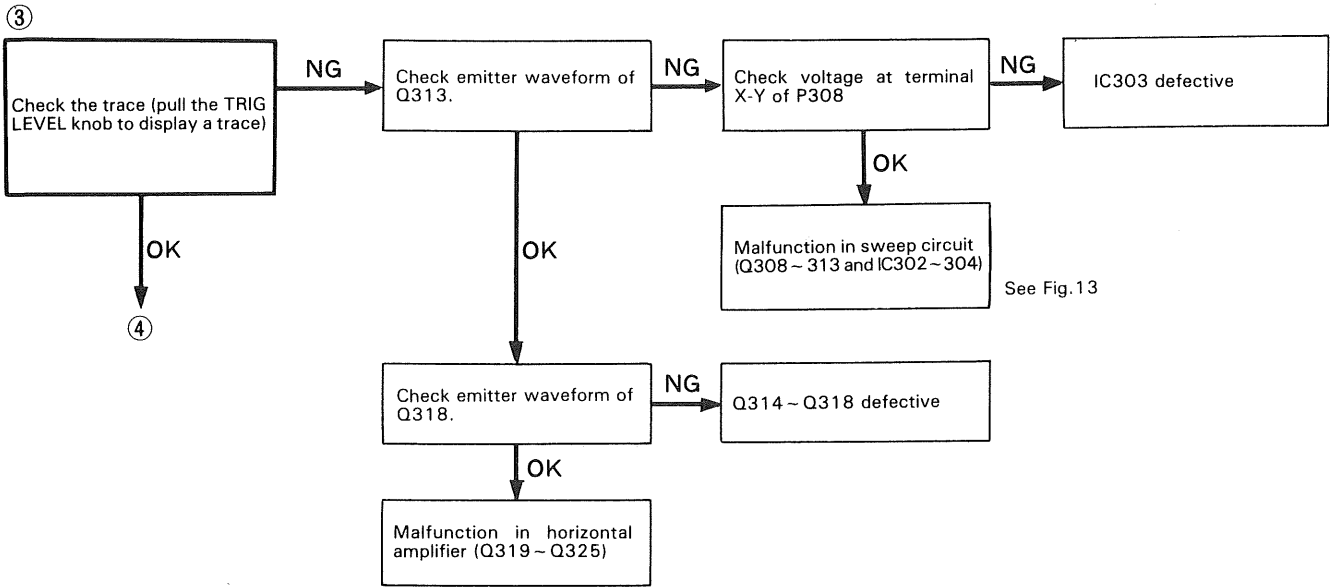 ③
Check the trace (pull the TRIG
LEVEL knob to display a trace)
NG
Check emitter waveform of
Q313.
NG
Check voltage at terminal
X-Y of P308
NG
IC303 defective
OK
④
OK
OK
Malfunction in sweep circuit
(Q308~313 and IC302~304)
See Fig.13
Check emitter waveform of
Q318.
NG
Q314~Q318 defective
OK
Malfunction in horizontal
amplifier (Q319~Q325)